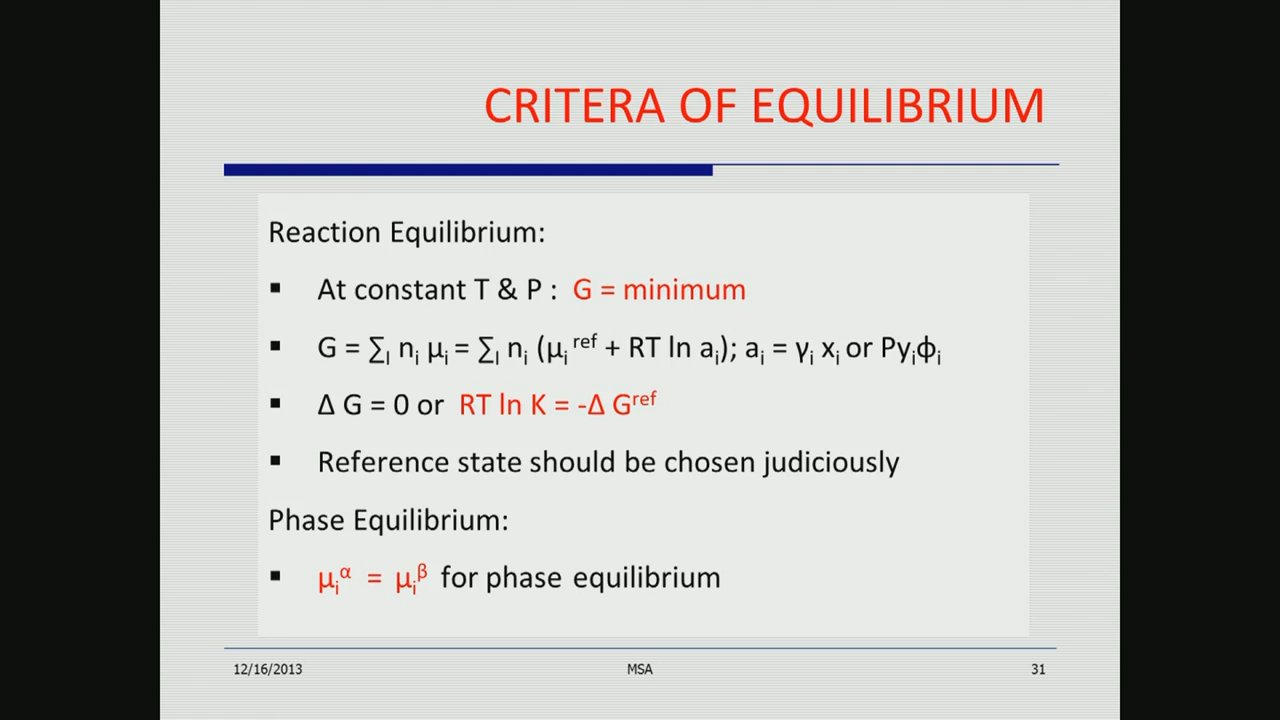 CRITERA OF EQUILIBRIUM
Reaction Equilibrium:
▪ At constant T & P : G = minimum
▪ G = ∑ₗ nᵢ μᵢ = ∑ₗ nᵢ (μᵢ ʳᵉᶠ + RT ln aᵢ); aᵢ = γᵢ xᵢ or Pyᵢϕᵢ
▪ Δ G = 0 or RT ln K = -Δ Gʳᵉᶠ
▪ Reference state should be chosen judiciously
Phase Equilibrium:
▪ μᵢᵅ = μᵢᵝ for phase equilibrium
12/16/2013 MSA 31